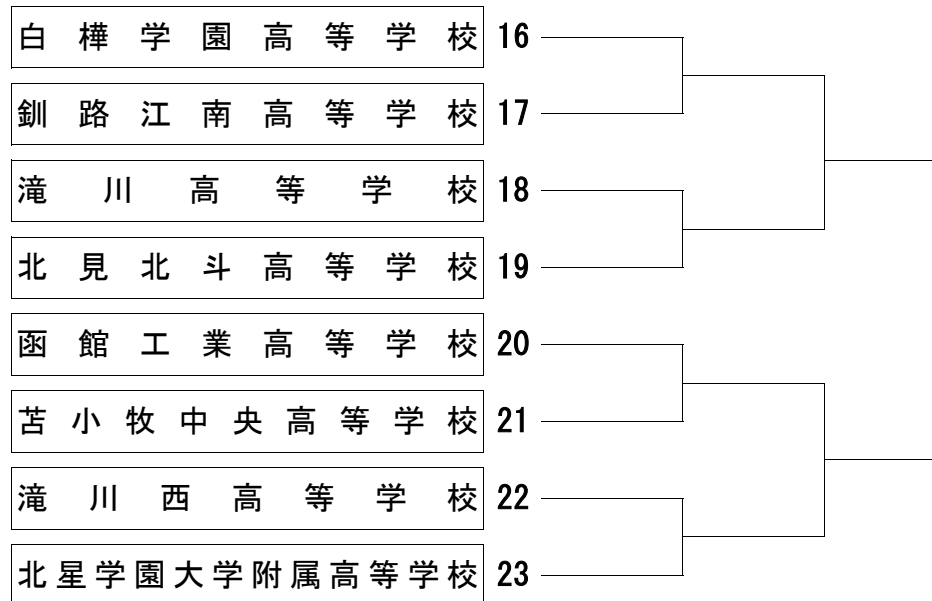 白樺学園高等学校 16
釧路江南高等学校 17
滝川高等学校 18
北見北斗高等学校 19
函館工業高等学校 20
苫小牧中央高等学校 21
滝川西高等学校 22
北星学園大学附属高等学校 23